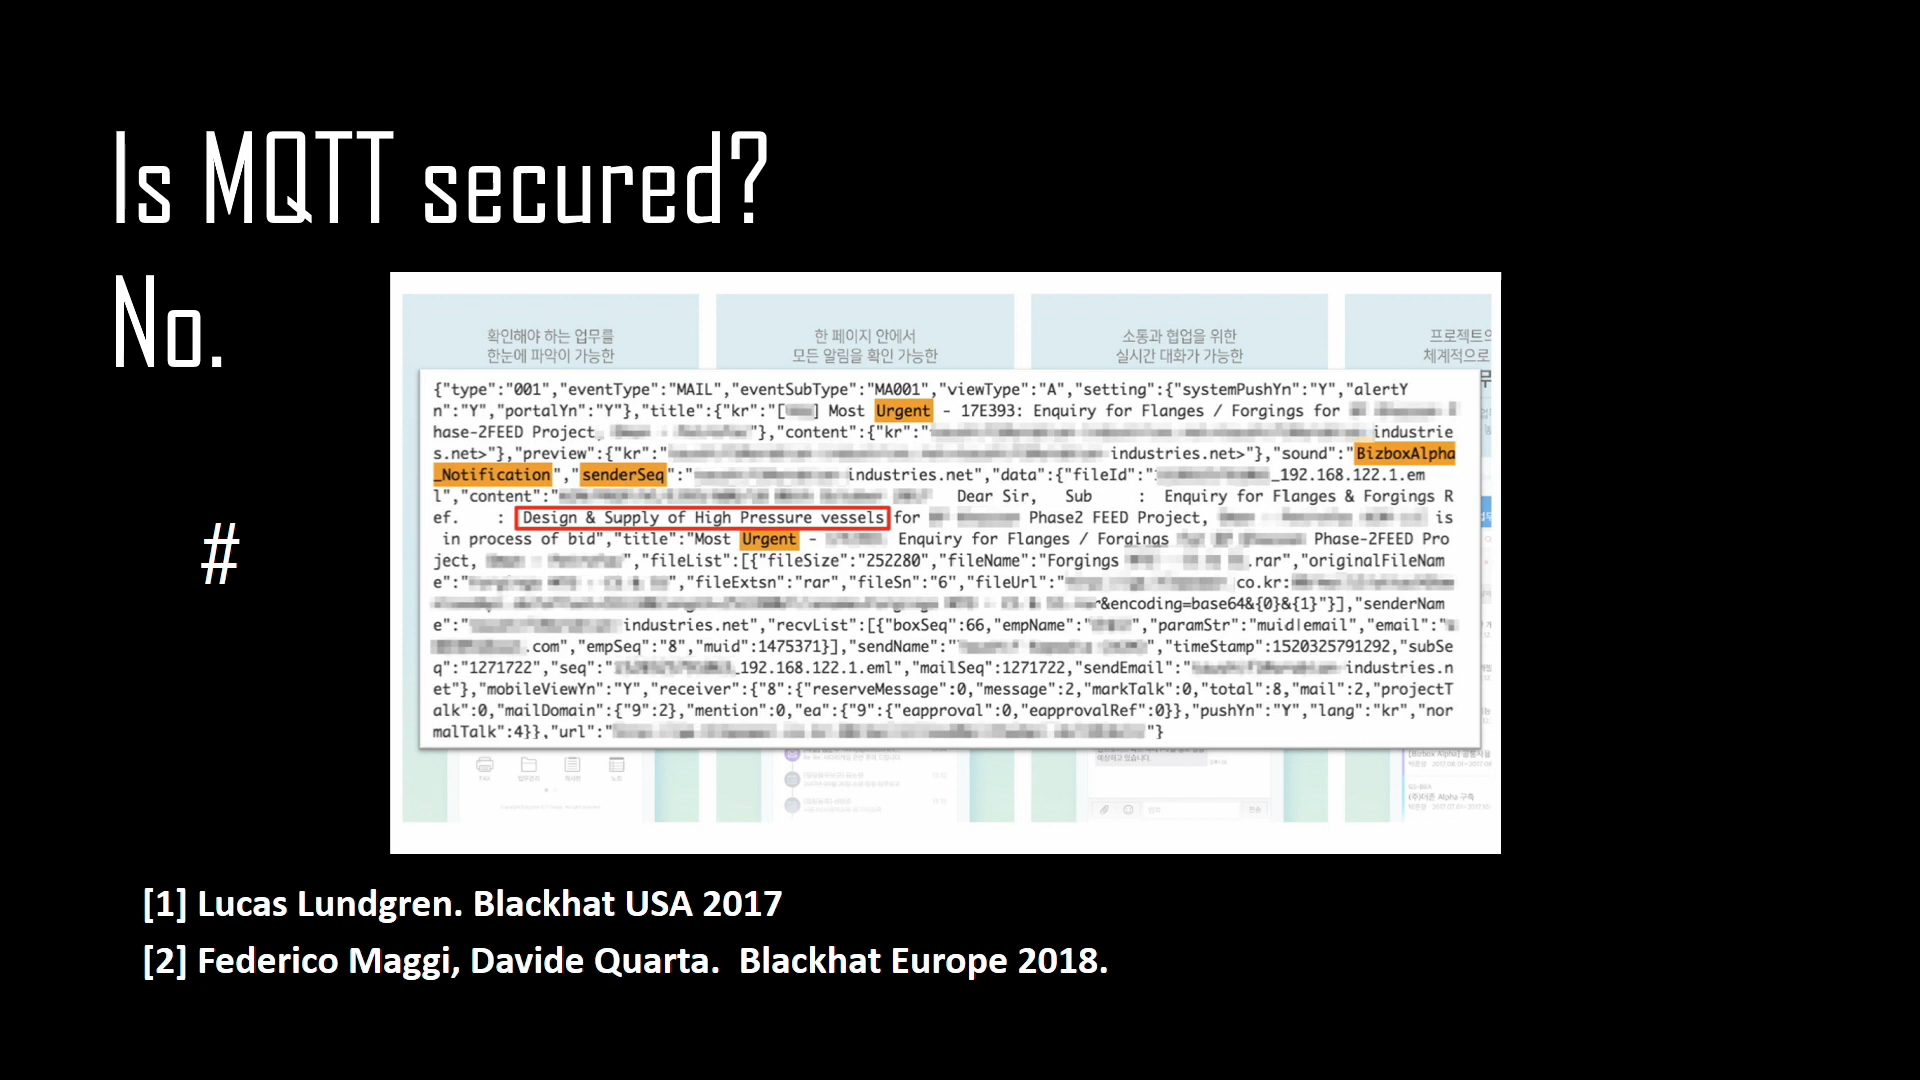 Is MQTT secured?
No.
#
확인해야 하는 업무를
한눈에 파악이 가능한
한 페이지 안에서
모든 알림을 확인 가능한
소통과 협업을 위한
실시간 대화가 가능한
프로젝트의
체계적으로
{"type":"001","eventType":"MAIL","eventSubType":"MA001","viewType":"A","setting":{"systemPushYn":"Y","alertY
n":"Y","portalYn":"Y"},"title":{"kr":"[ ] Most Urgent - 17E393: Enquiry for Flanges / Forgings for
hase-2FEED Project, "},"content":{"kr":" industrie
s.net>"},"preview":{"kr":" industries.net>"},"sound":"BizboxAlpha
_Notification","senderSeq":" industries.net","data":{"fileId":" _192.168.122.1.em
l","content":" Dear Sir, Sub : Enquiry for Flanges & Forgings R
ef. : Design & Supply of High Pressure vessels for Phase2 FEED Project, is
in process of bid","title":"Most Urgent - Enquiry for Flanges / Forgings Phase-2FEED Pro
ject, ","fileList":[{"fileSize":"252280","fileName":"Forgings .rar","originalFileNam
e":" ","fileExtsn":"rar","fileSn":"6","fileUrl":" co.kr:
r&encoding=base64&{0}&{1}"}],"senderNam
e":" industries.net","recvList":[{"boxSeq":66,"empName":" ","paramStr":"muid|email","email":"
.com","empSeq":"8","muid":1475371}],"sendName":" ","timeStamp":1520325791292,"subSe
q":"1271722","seq":" _192.168.122.1.eml","mailSeq":1271722,"sendEmail":" industries.n
et"},"mobileViewYn":"Y","receiver":{"8":{"reserveMessage":0,"message":2,"markTalk":0,"total":8,"mail":2,"projectT
alk":0,"mailDomain":{"9":2},"mention":0,"ea":{"9":{"eapproval":0,"eapprovalRef":0}},"pushYn":"Y","lang":"kr","nor
malTalk":4}},"url":" "}
[1] Lucas Lundgren. Blackhat USA 2017
[2] Federico Maggi, Davide Quarta. Blackhat Europe 2018.